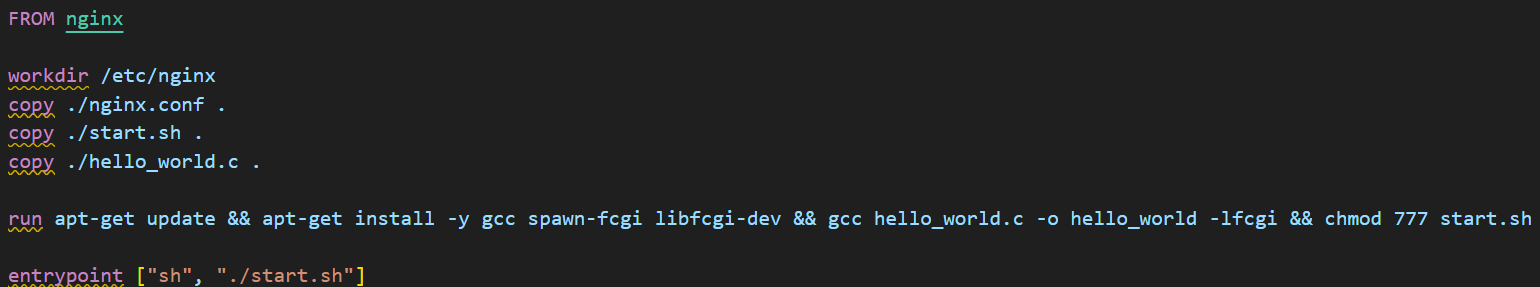 FROM nginx
workdir /etc/nginx
copy ./nginx.conf .
copy ./start.sh .
copy ./hello_world.c .
run apt-get update && apt-get install -y gcc spawn-fcgi libfcgi-dev && gcc hello_world.c -o hello_world -lfcgi && chmod 777 start.sh
entrypoint ["sh", "./start.sh"]